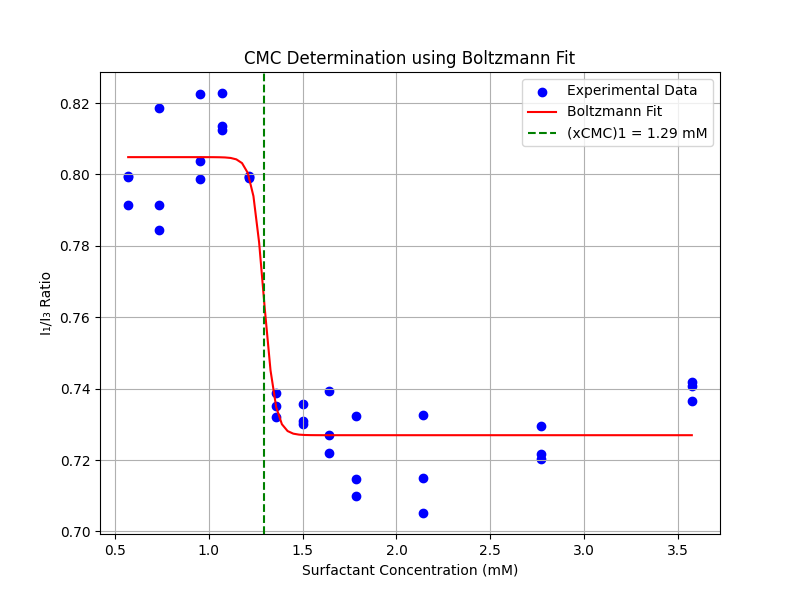 CMC Determination using Boltzmann Fit
Experimental Data
Boltzmann Fit
(xCMC)1 = 1.29 mM
0.82
0.80
0.78
0.76
0.74
0.72
0.70
I₁/I₃ Ratio
0.5 1.0 1.5 2.0 2.5 3.0 3.5
Surfactant Concentration (mM)